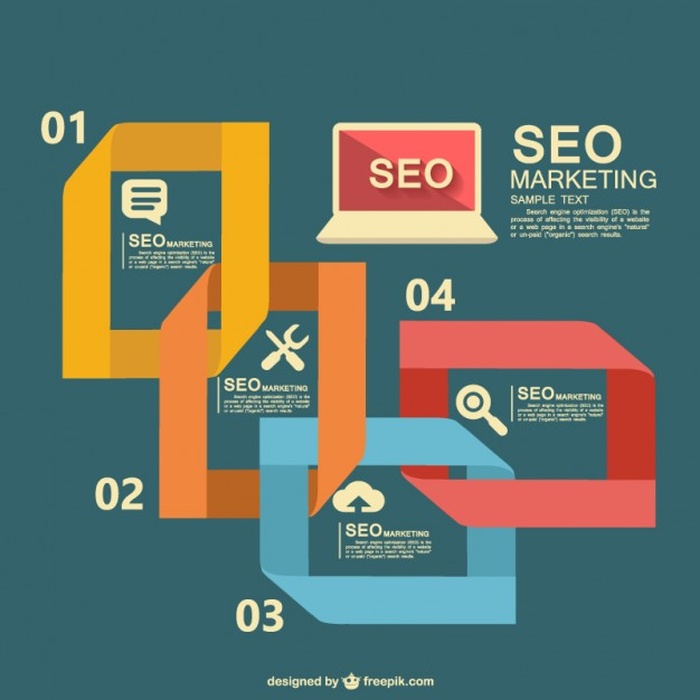 01
SEO MARKETING
Search engine optimization (SEO) is the
process of affecting the visibility of a website
or a web page in a search engine's "natural"
or un-paid ("organic") search results.
SEO
SEO
MARKETING
SAMPLE TEXT
Search engine optimization (SEO) is the
process of affecting the visibility of a website
or a web page in a search engine's "natural"
or un-paid ("organic") search results.
02
SEO MARKETING
Search engine optimization (SEO) is the
process of affecting the visibility of a website
or a web page in a search engine's "natural"
or un-paid ("organic") search results.
04
SEO MARKETING
Search engine optimization (SEO) is the
process of affecting the visibility of a website
or a web page in a search engine's "natural"
or un-paid ("organic") search results.
03
SEO MARKETING
Search engine optimization (SEO) is the
process of affecting the visibility of a website
or a web page in a search engine's "natural"
or un-paid ("organic") search results.
designed by freepik.com